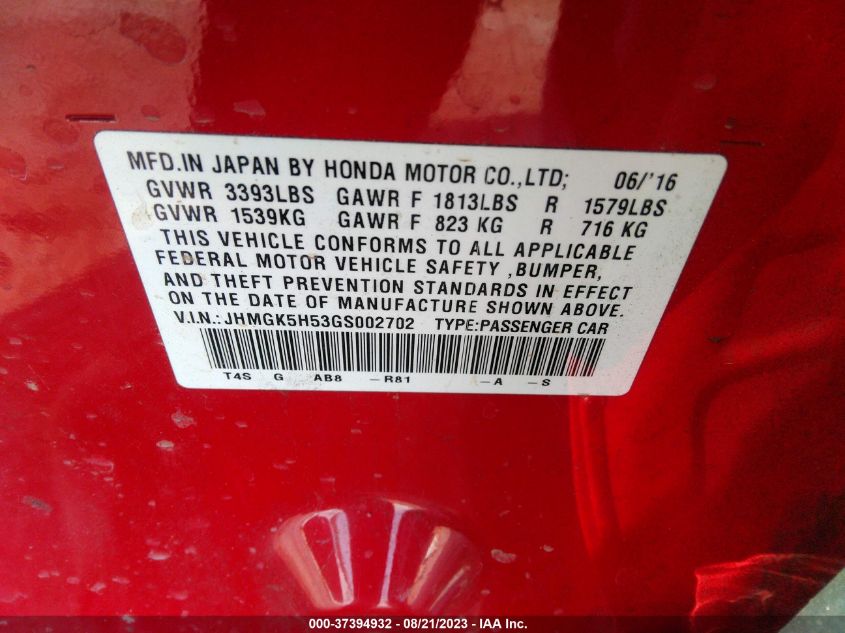 MFD.IN JAPAN BY HONDA MOTOR CO.,LTD; 06/'16
GVWR 3393LBS GAWR F 1813LBS R 1579LBS
GVWR 1539KG GAWR F 823 KG R 716 KG
THIS VEHICLE CONFORMS TO ALL APPLICABLE
FEDERAL MOTOR VEHICLE SAFETY ,BUMPER,
AND THEFT PREVENTION STANDARDS IN EFFECT
ON THE DATE OF MANUFACTURE SHOWN ABOVE.
V.I.N.:JHMGK5H53GS002702 TYPE:PASSENGER CAR
T4S G AB8 –R81 –A –S
000-37394932 - 08/21/2023 - IAA Inc.